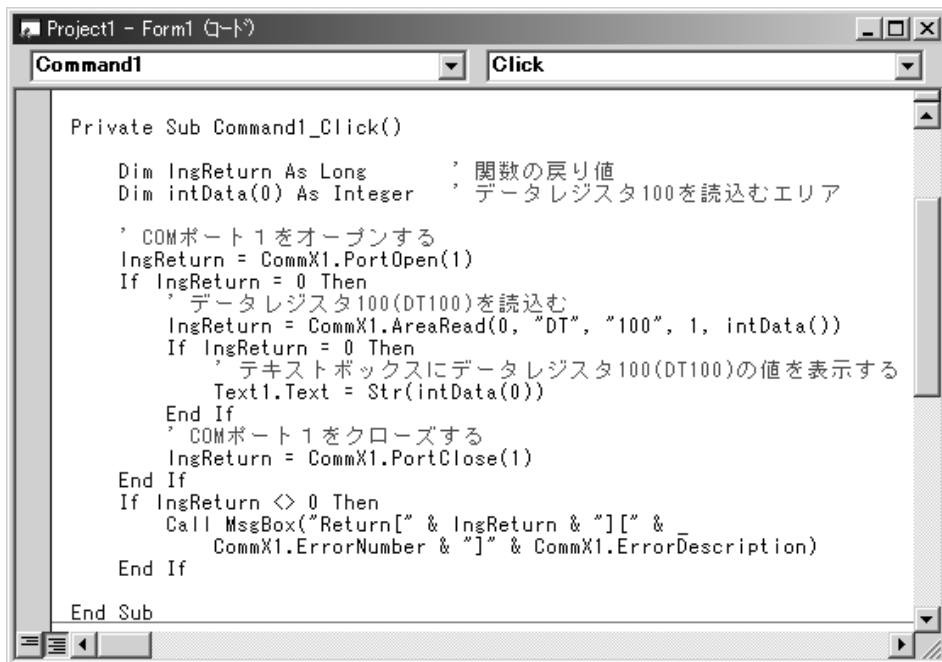 Project1 - Form1 (コード)
Command1 Click
Private Sub Command1_Click()
Dim lngReturn As Long ' 関数の戻り値
Dim intData(0) As Integer ' データレジスタ100を読込むエリア
' COMポート１をオープンする
lngReturn = CommX1.PortOpen(1)
If lngReturn = 0 Then
' データレジスタ100(DT100)を読込む
lngReturn = CommX1.AreaRead(0, "DT", "100", 1, intData())
If lngReturn = 0 Then
' テキストボックスにデータレジスタ100(DT100)の値を表示する
Text1.Text = Str(intData(0))
End If
' COMポート１をクローズする
lngReturn = CommX1.PortClose(1)
End If
If lngReturn <> 0 Then
Call MsgBox("Return[" & lngReturn & "][" & _
CommX1.ErrorNumber & "]" & CommX1.ErrorDescription)
End If
End Sub